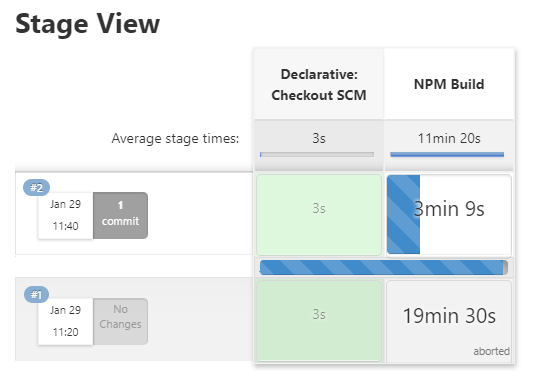 Stage View
Declarative:
Checkout SCM
NPM Build
Average stage times:
3s
11min 20s
#2
Jan 29
11:40
1
commit
3s
3min 9s
#1
Jan 29
11:20
No
Changes
3s
19min 30s
aborted